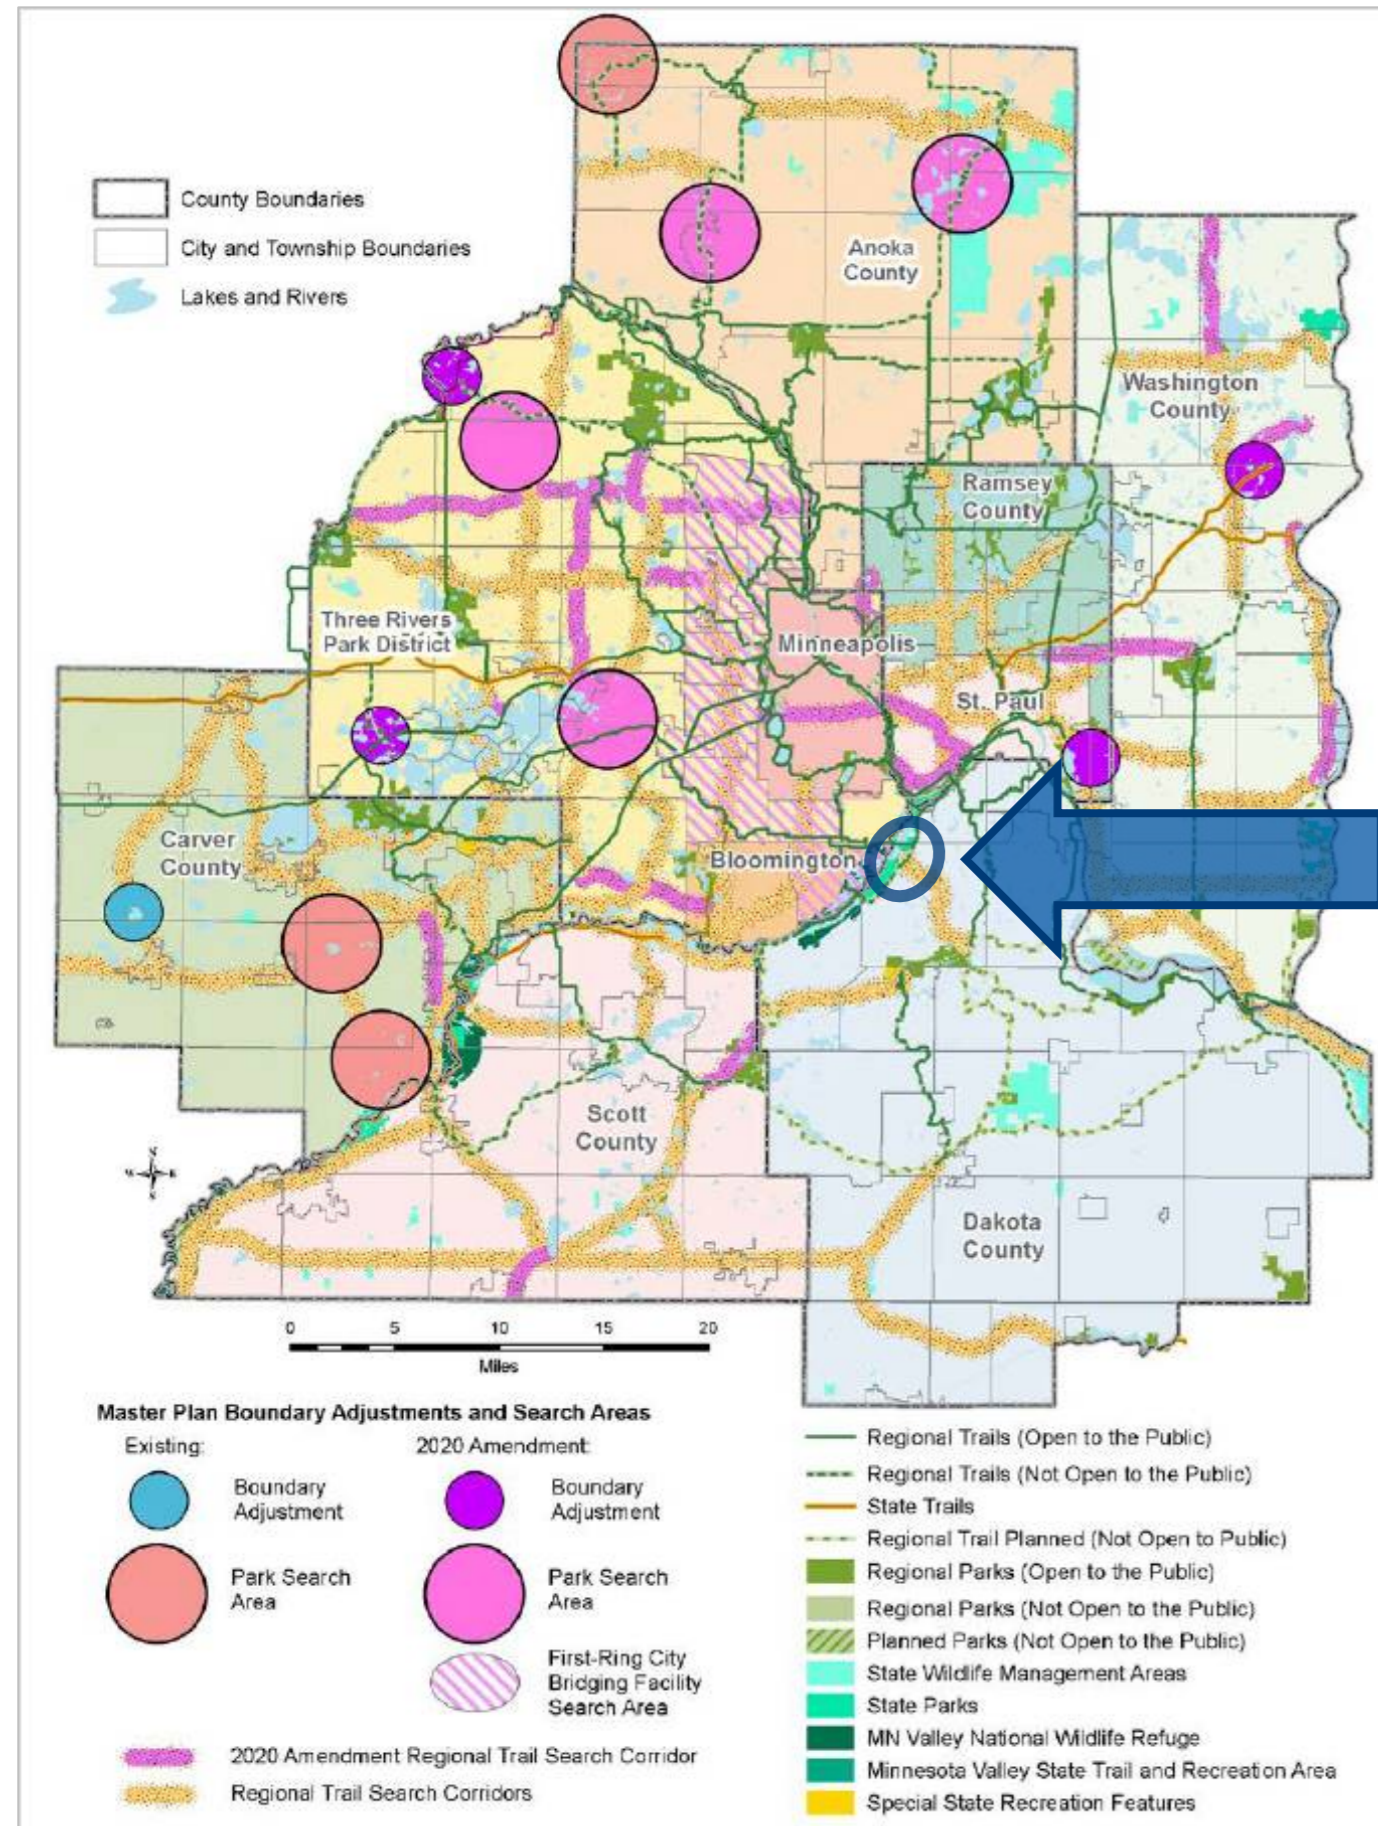 County Boundaries
City and Township Boundaries
Lakes and Rivers
Anoka
County
Washington
County
Ramsey
County
Three Rivers
Park District
Minneapolis
St. Paul
Carver
County
Bloomington
Scott
County
Dakota
County
0 5 10 15 20
Miles
Master Plan Boundary Adjustments and Search Areas
Existing:
Boundary
Adjustment
Park Search
Area
2020 Amendment:
Boundary
Adjustment
Park Search
Area
First-Ring City
Bridging Facility
Search Area
2020 Amendment Regional Trail Search Corridor
Regional Trail Search Corridors
Regional Trails (Open to the Public)
Regional Trails (Not Open to the Public)
State Trails
Regional Trail Planned (Not Open to Public)
Regional Parks (Open to the Public)
Regional Parks (Not Open to the Public)
Planned Parks (Not Open to the Public)
State Wildlife Management Areas
State Parks
MN Valley National Wildlife Refuge
Minnesota Valley State Trail and Recreation Area
Special State Recreation Features